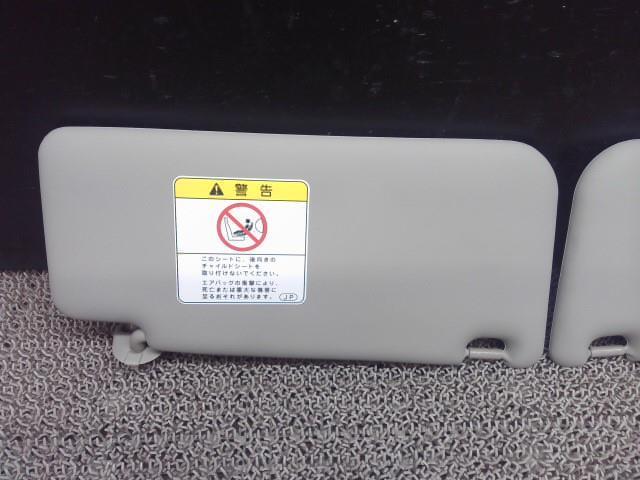 警告
このシートに、後向きの
チャイルドシートを
取り付けないでください。
エアバッグの衝撃により、
死亡または重大な傷害に
至るおそれがあります。
JP